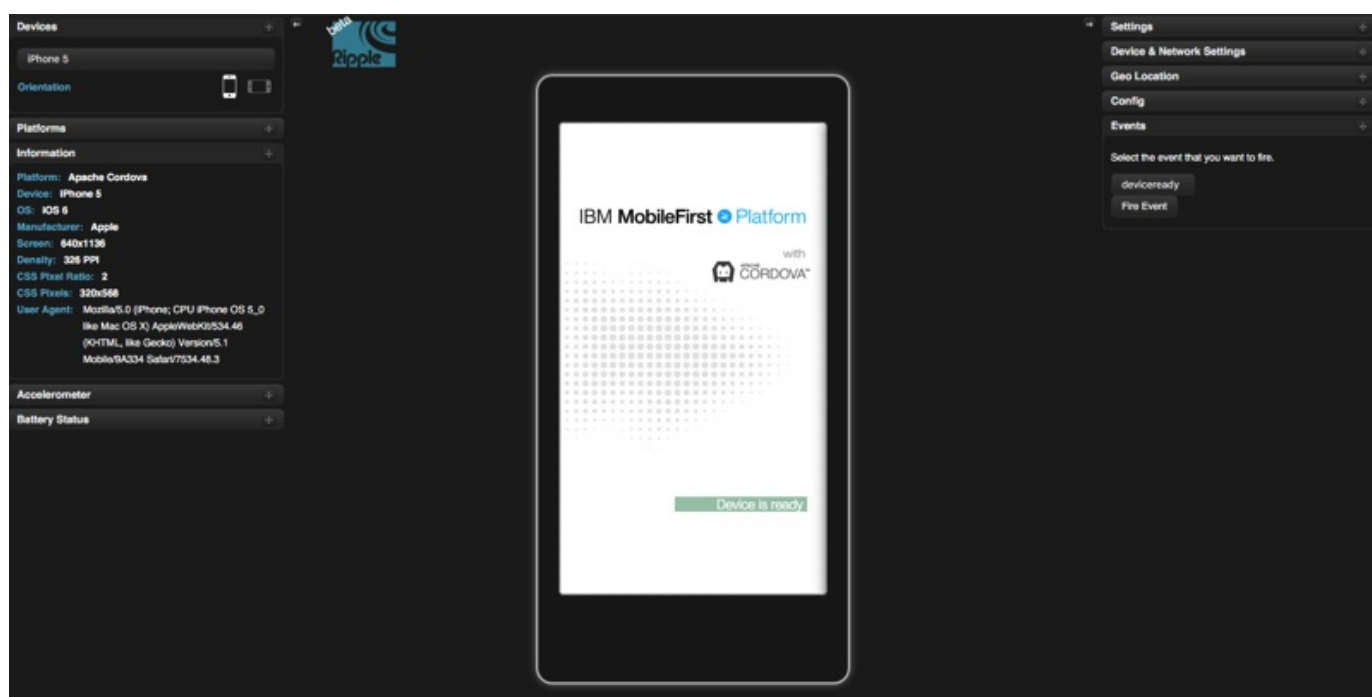 Devices
iPhone 5
Orientation
Platforms
Information
Platform: Apache Cordova
Device: iPhone 5
OS: iOS 6
Manufacturer: Apple
Screen: 640x1136
Density: 326 PPI
CSS Pixel Ratio: 2
CSS Pixels: 320x568
User Agent: Mozilla/5.0 (iPhone; CPU iPhone OS 5_0
like Mac OS X) AppleWebKit/534.46
(KHTML, like Gecko) Version/5.1
Mobile/9A334 Safari/7534.48.3
Accelerometer
Battery Status
beta
Ripple
IBM MobileFirst Platform
with
APACHE
CORDOVA™
Device is ready
Settings
Device & Network Settings
Geo Location
Config
Events
Select the event that you want to fire.
deviceready
Fire Event